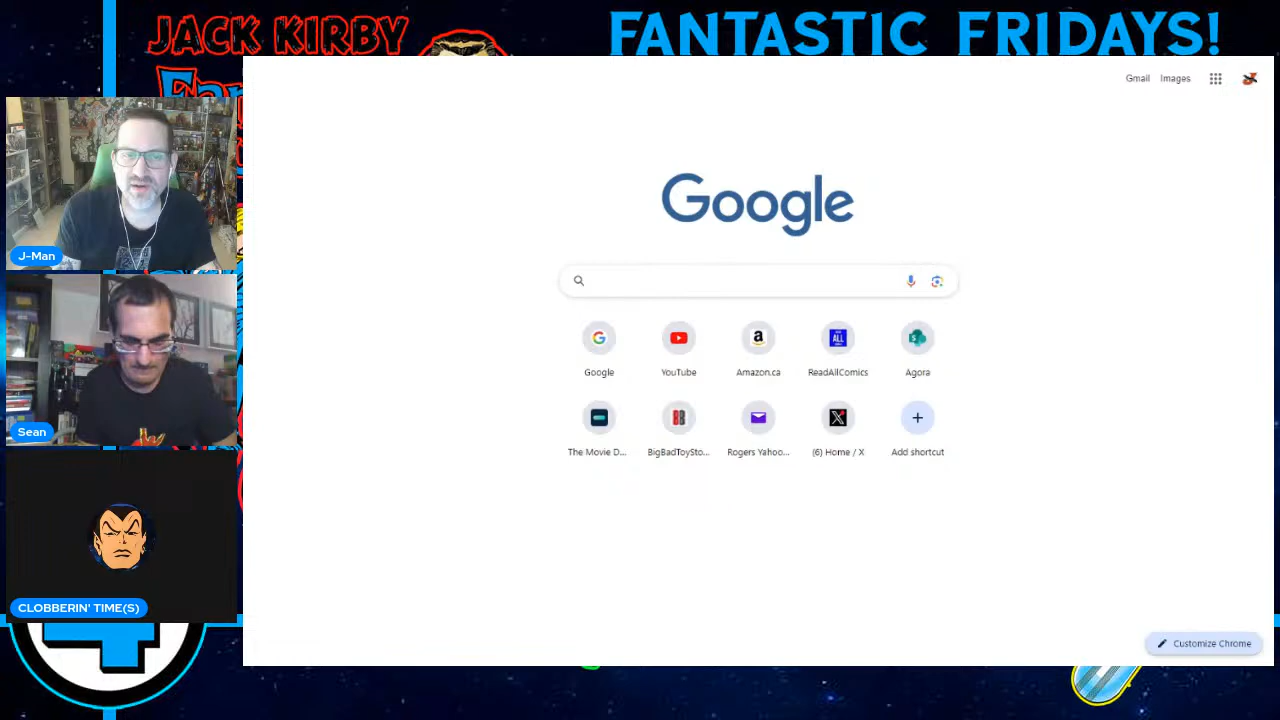 JACK KIRBY
FANTASTIC FRIDAYS!
Gmail Images
Google
Google YouTube Amazon.ca ReadAllComics Agora
The Movie D... BigBadToySto... Rogers Yahoo... (6) Home / X Add shortcut
Customize Chrome
J-Man
Sean
CLOBBERIN' TIME(S)